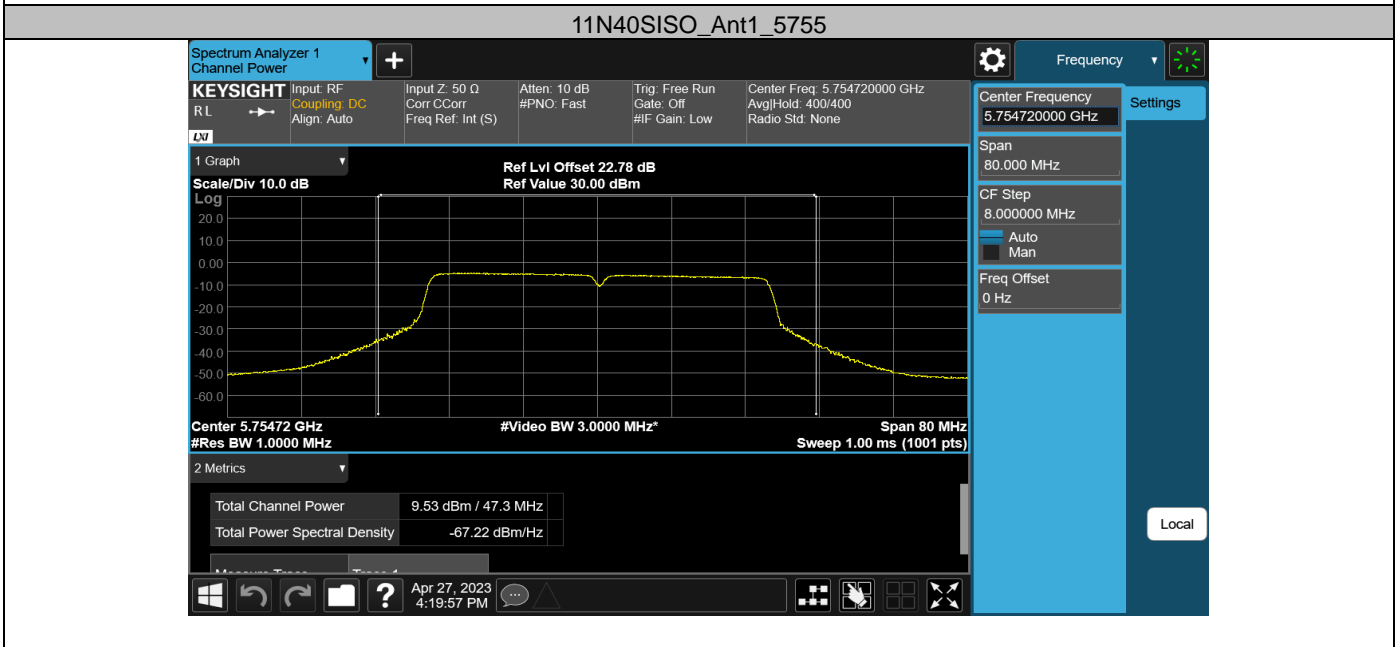 11N40SISO_Ant1_5755
Spectrum Analyzer 1
Channel Power
Frequency
KEYSIGHT
RL
LXI
Input: RF
Coupling: DC
Align: Auto
Input Z: 50 Ω
Corr CCorr
Freq Ref: Int (S)
Atten: 10 dB
#PNO: Fast
Trig: Free Run
Gate: Off
#IF Gain: Low
Center Freq: 5.754720000 GHz
Avg|Hold: 400/400
Radio Std: None
Center Frequency
5.754720000 GHz
Settings
Span
80.000 MHz
CF Step
8.000000 MHz
Auto
Man
Freq Offset
0 Hz
1 Graph
Ref Lvl Offset 22.78 dB
Scale/Div 10.0 dB
Ref Value 30.00 dBm
Log
20.0
10.0
0.00
-10.0
-20.0
-30.0
-40.0
-50.0
-60.0
Center 5.75472 GHz
#Video BW 3.0000 MHz*
Span 80 MHz
#Res BW 1.0000 MHz
Sweep 1.00 ms (1001 pts)
2 Metrics
Total Channel Power 9.53 dBm / 47.3 MHz
Total Power Spectral Density -67.22 dBm/Hz
Local
?
Apr 27, 2023
4:19:57 PM